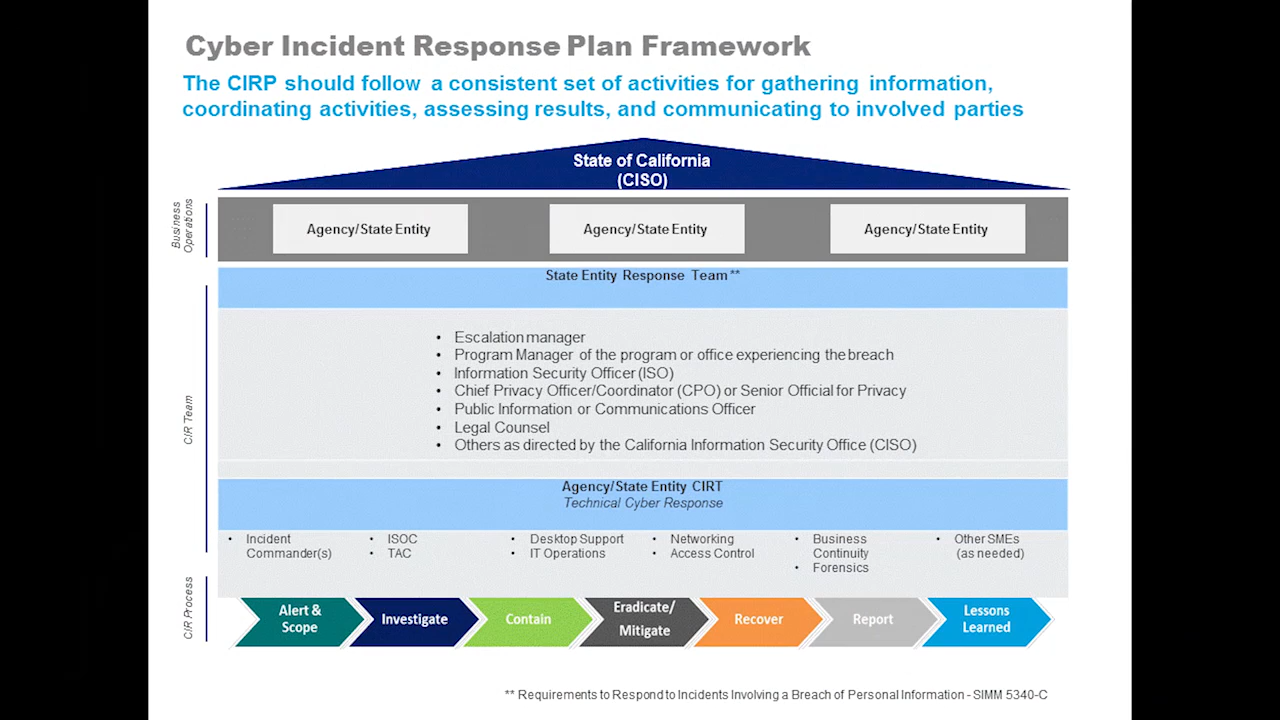 Cyber Incident Response Plan Framework
The CIRP should follow a consistent set of activities for gathering information,
coordinating activities, assessing results, and communicating to involved parties
State of California
(CISO)
Business
Operations
Agency/State Entity
Agency/State Entity
Agency/State Entity
State Entity Response Team **
CIR Team
• Escalation manager
• Program Manager of the program or office experiencing the breach
• Information Security Officer (ISO)
• Chief Privacy Officer/Coordinator (CPO) or Senior Official for Privacy
• Public Information or Communications Officer
• Legal Counsel
• Others as directed by the California Information Security Office (CISO)
Agency/State Entity CIRT
Technical Cyber Response
• Incident
Commander(s)
• ISOC
• TAC
• Desktop Support
• IT Operations
• Networking
• Access Control
• Business
Continuity
• Forensics
• Other SMEs
(as needed)
CIR Process
Alert &
Scope
Investigate
Contain
Eradicate/
Mitigate
Recover
Report
Lessons
Learned
** Requirements to Respond to Incidents Involving a Breach of Personal Information - SIMM 5340-C